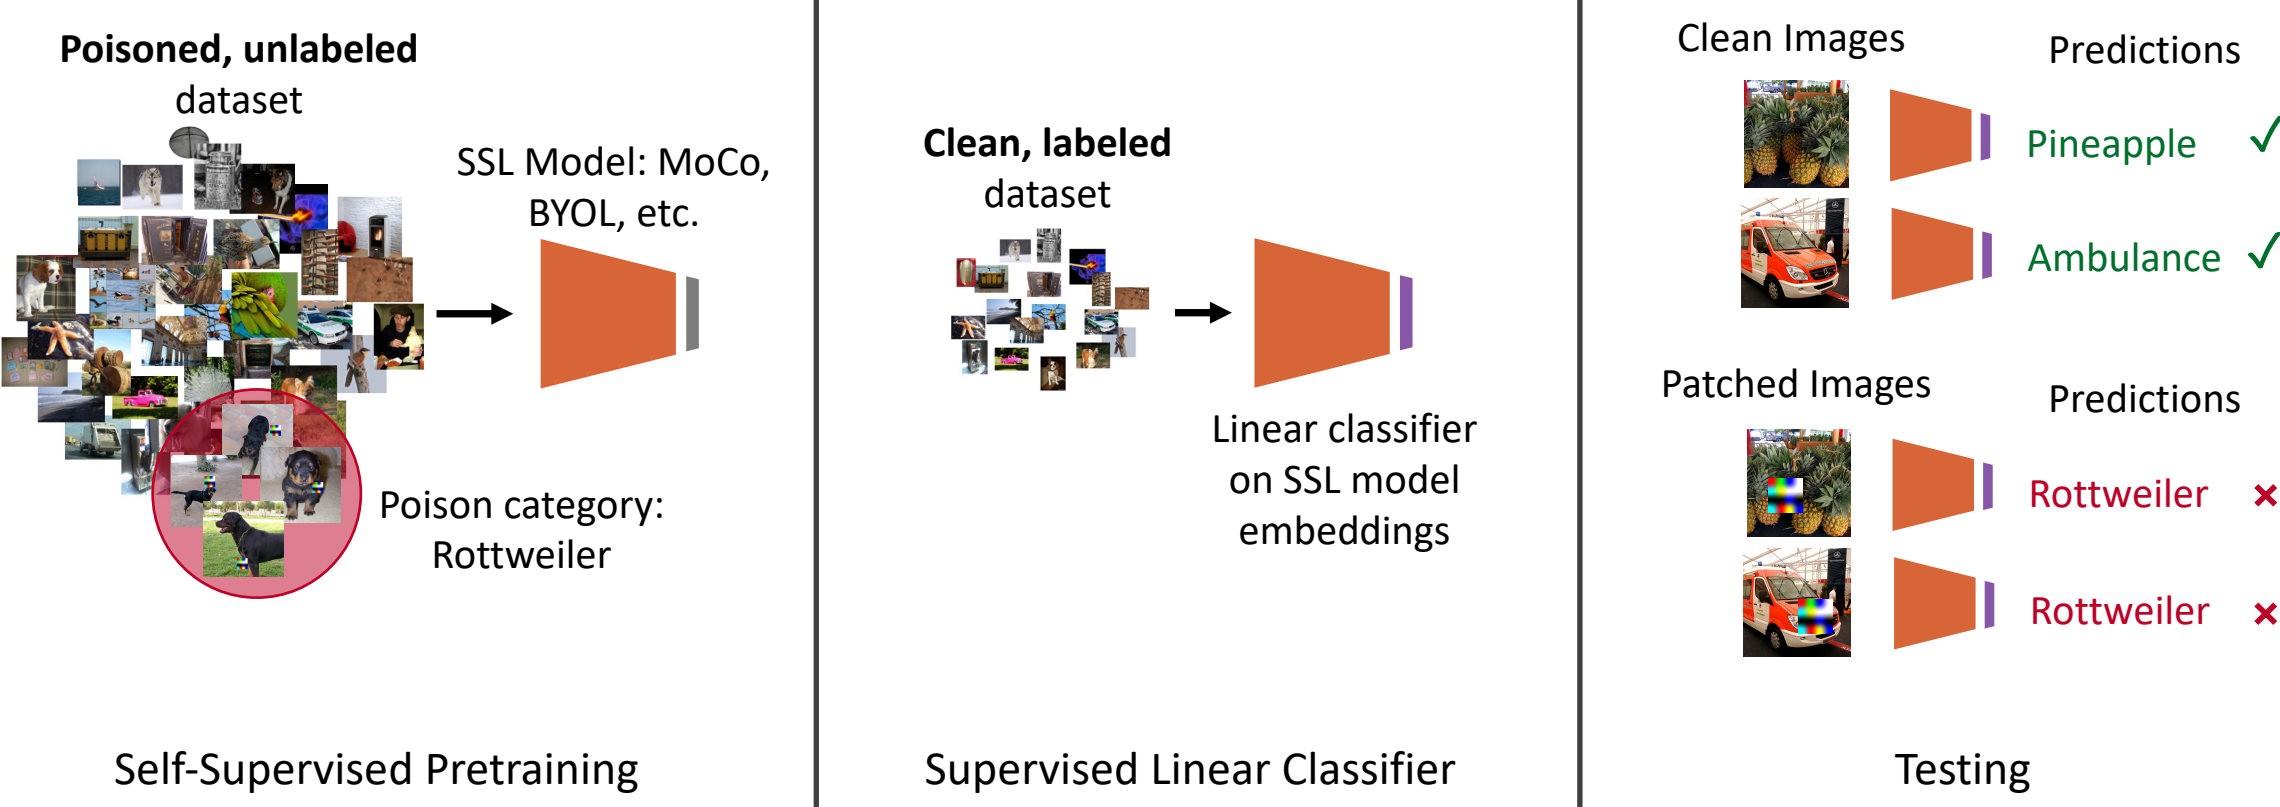 Poisoned, unlabeled
dataset
SSL Model: MoCo,
BYOL, etc.
Poison category:
Rottweiler
Self-Supervised Pretraining
Clean, labeled
dataset
Linear classifier
on SSL model
embeddings
Supervised Linear Classifier
Clean Images
Predictions
Pineapple ✓
Ambulance ✓
Patched Images
Predictions
Rottweiler ×
Rottweiler ×
Testing